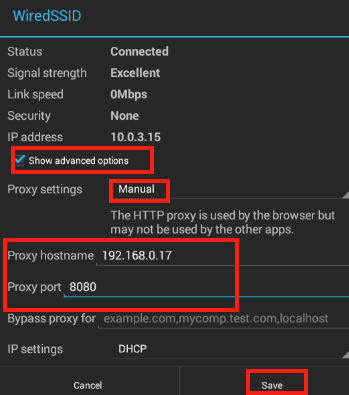 WiredSSID
Status Connected
Signal strength Excellent
Link speed 0Mbps
Security None
IP address 10.0.3.15
Show advanced options
Proxy settings Manual
The HTTP proxy is used by the browser but
may not be used by the other apps.
Proxy hostname 192.168.0.17
Proxy port 8080
Bypass proxy for example.com,mycomp.test.com,localhost
IP settings DHCP
Cancel Save